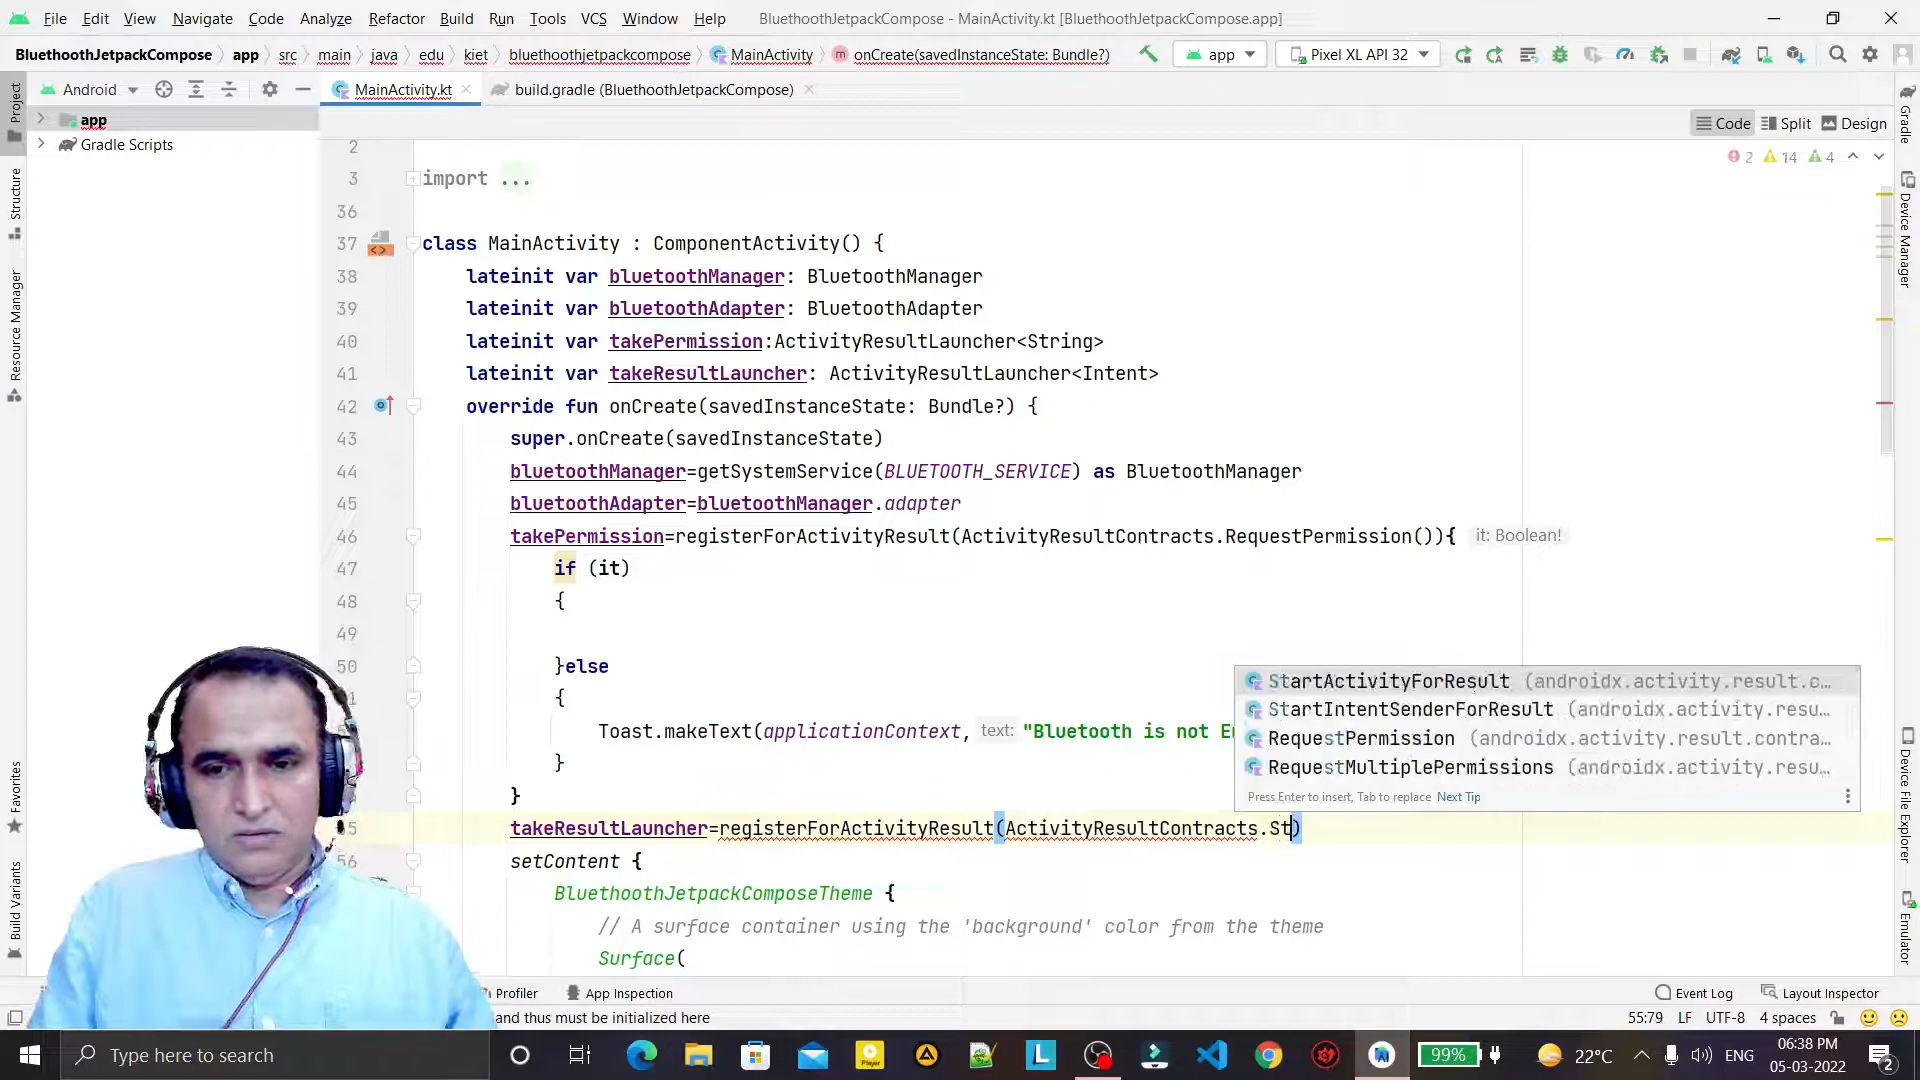 File Edit View Navigate Code Analyze Refactor Build Run Tools VCS Window Help BluethoothJetpackCompose - MainActivity.kt [BluethoothJetpackCompose.app]
BluethoothJetpackCompose app src main java edu kiet bluethoothjetpackcompose MainActivity onCreate(savedInstanceState: Bundle?) app Pixel XL API 32
Android MainActivity.kt build.gradle (BluethoothJetpackCompose)
app
Gradle Scripts
Code Split Design
2 14 4
Project
Structure
Resource Manager
Favorites
Build Variants
Gradle
Device Manager
Device File Explorer
Emulator
2
3 import ...
36
37 class MainActivity : ComponentActivity() {
38 lateinit var bluetoothManager: BluetoothManager
39 lateinit var bluetoothAdapter: BluetoothAdapter
40 lateinit var takePermission:ActivityResultLauncher<String>
41 lateinit var takeResultLauncher: ActivityResultLauncher<Intent>
42 override fun onCreate(savedInstanceState: Bundle?) {
43 super.onCreate(savedInstanceState)
44 bluetoothManager=getSystemService(BLUETOOTH_SERVICE) as BluetoothManager
45 bluetoothAdapter=bluetoothManager.adapter
46 takePermission=registerForActivityResult(ActivityResultContracts.RequestPermission()){ it: Boolean!
47 if (it)
48 {
49
50 }else
{
Toast.makeText(applicationContext, text: "Bluetooth is not
}
}
takeResultLauncher=registerForActivityResult(ActivityResultContracts.St)
56 setContent {
BluethoothJetpackComposeTheme {
// A surface container using the 'background' color from the theme
Surface(
StartActivityForResult (androidx.activity.result.c...
StartIntentSenderForResult (androidx.activity.resu...
RequestPermission (androidx.activity.result.contra...
RequestMultiplePermissions (androidx.activity.resu...
Press Enter to insert, Tab to replace Next Tip
Profiler App Inspection Event Log Layout Inspector
and thus must be initialized here 55:79 LF UTF-8 4 spaces
Type here to search 99% 22°C ENG 06:38 PM
05-03-2022
2